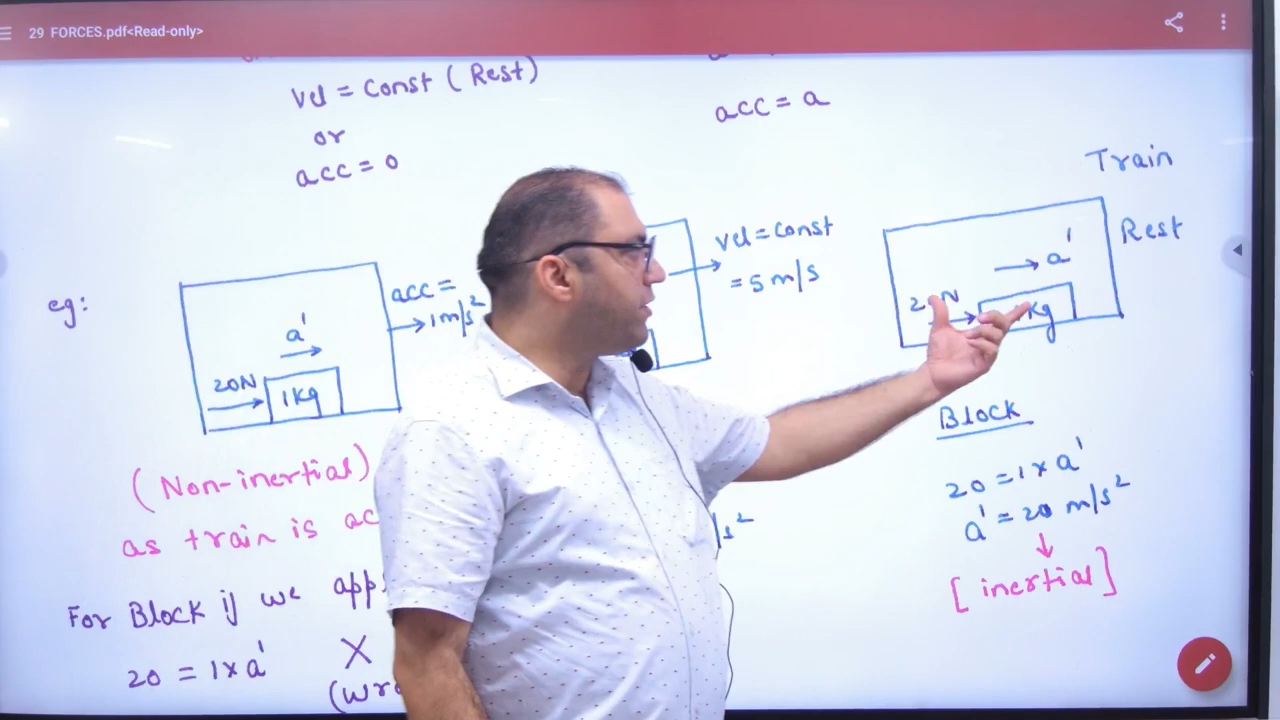 29 FORCES.pdf<Read-only>
vel = Const ( Rest )
or
acc = 0
acc = a
eg:
20N
1Kg
a'
acc =
1m/s²
(Non-inertial)
as train is
For Block if we
20 = 1 x a' X
vel = Const
= 5 m/s
Train
Rest
a'
20N
Kg
Block
20 = 1 x a'
a' = 20 m/s²
[ inertial ]